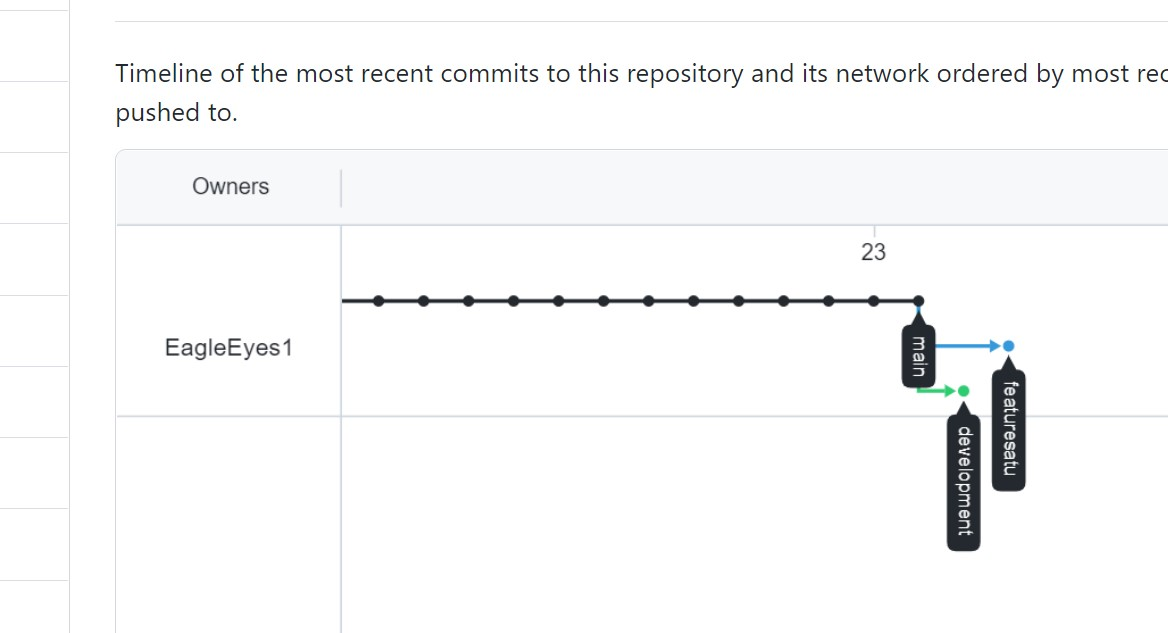 Timeline of the most recent commits to this repository and its network ordered by most rec
pushed to.
Owners
23
EagleEyes1
main
featuresatu
development